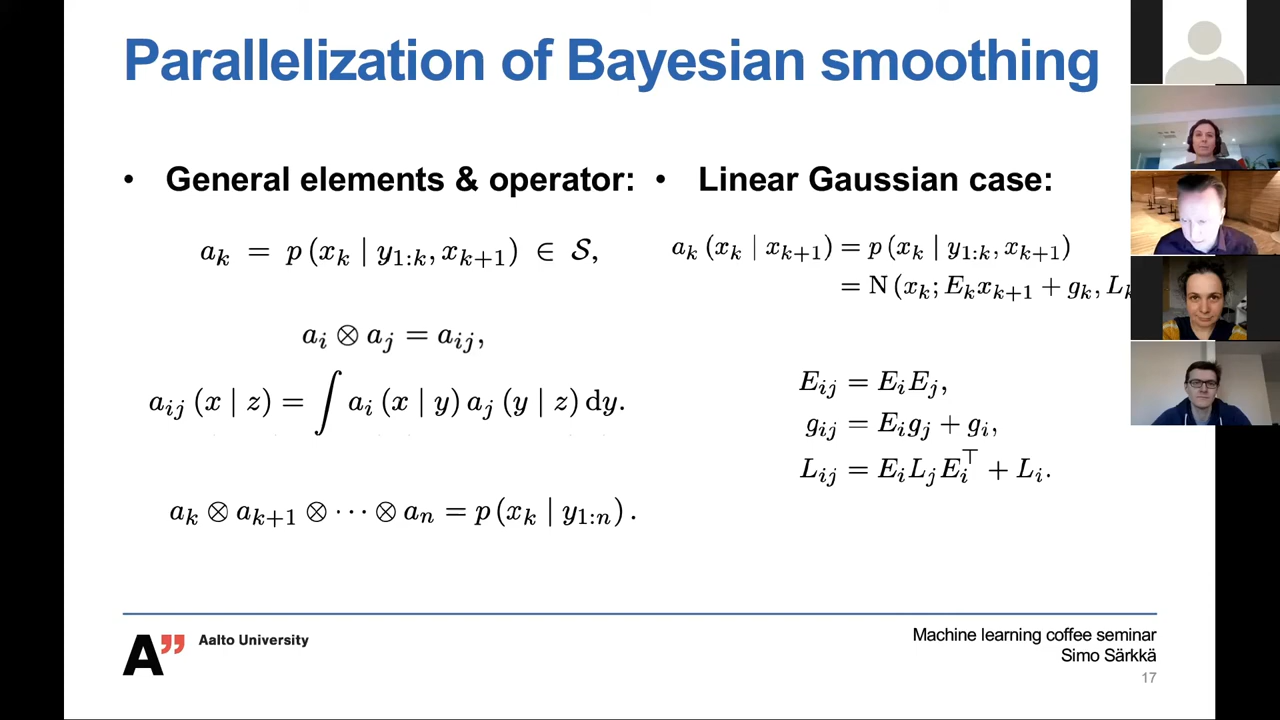 Parallelization of Bayesian smoothing
• General elements & operator:
a_k = p(x_k | y_{1:k}, x_{k+1}) ∈ 𝒮,
a_i ⊗ a_j = a_{ij},
a_{ij}(x | z) = ∫ a_i(x | y) a_j(y | z) dy.
a_k ⊗ a_{k+1} ⊗ ⋯ ⊗ a_n = p(x_k | y_{1:n}).
• Linear Gaussian case:
a_k(x_k | x_{k+1}) = p(x_k | y_{1:k}, x_{k+1})
= N(x_k; E_k x_{k+1} + g_k, L_k
E_{ij} = E_i E_j,
g_{ij} = E_i g_j + g_i,
L_{ij} = E_i L_j E_i^⊤ + L_i.
A”
Aalto University
Machine learning coffee seminar
Simo Särkkä
17